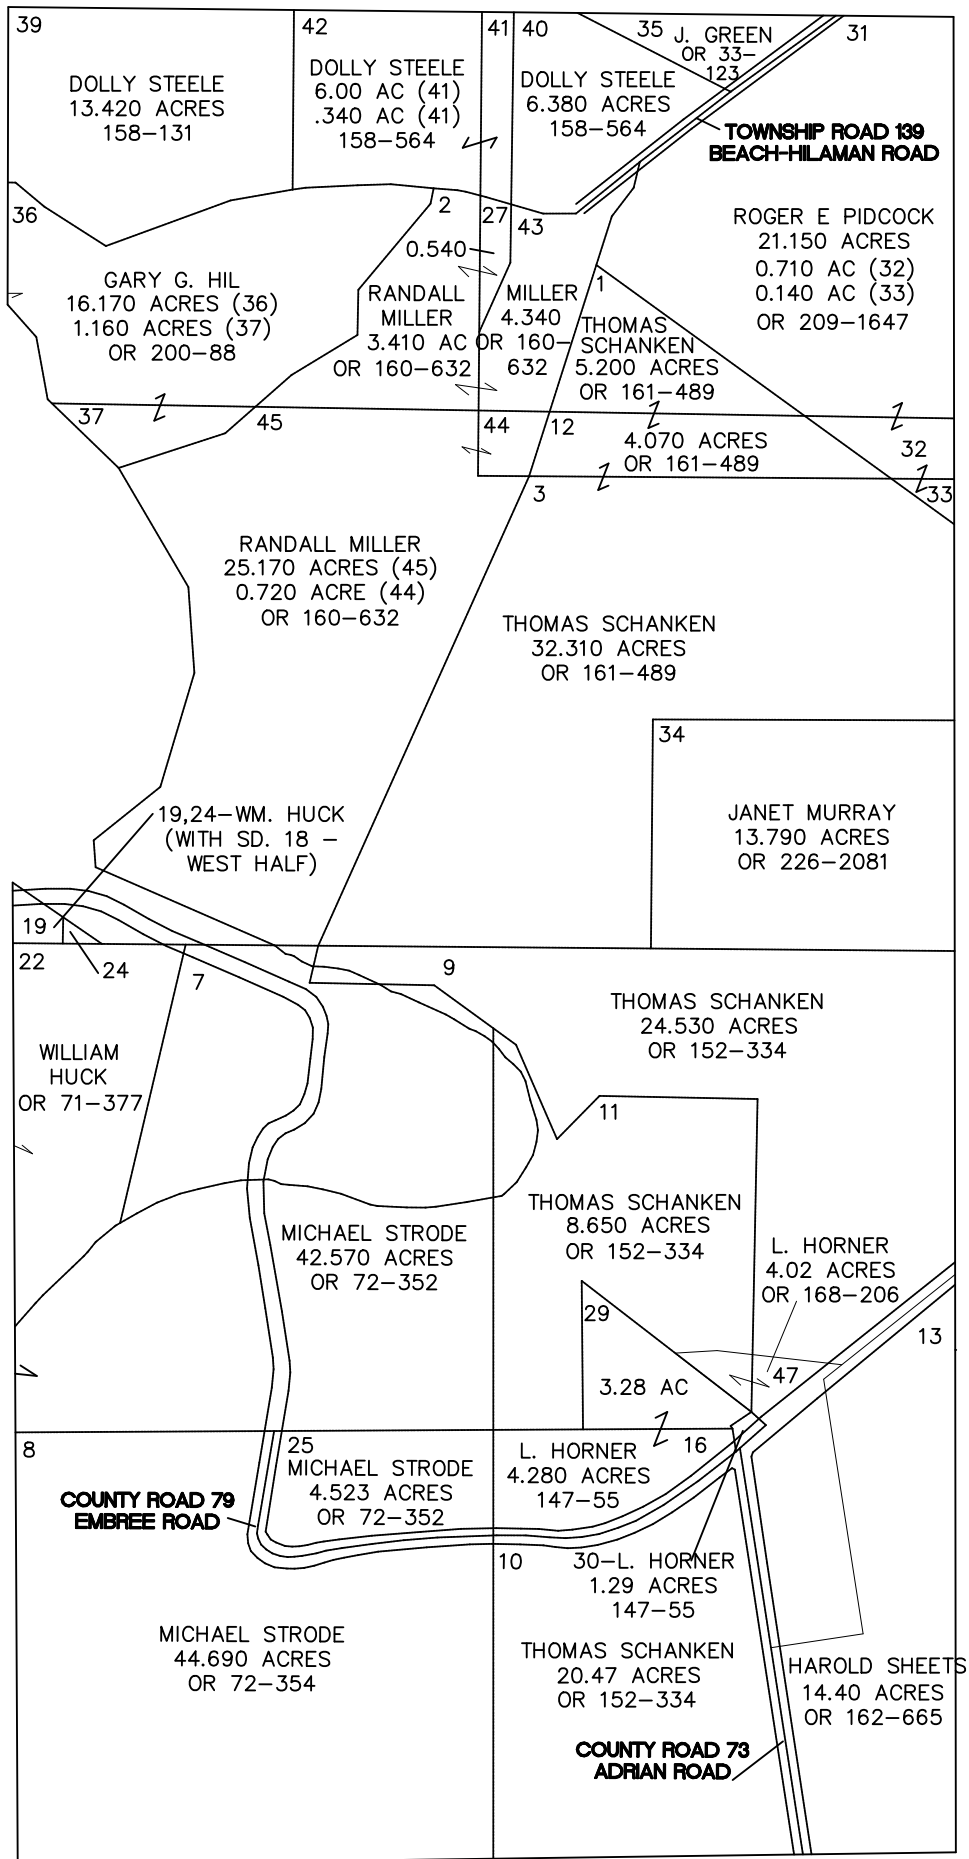 39
42
41
40
35
31
J. GREEN
OR 33-
123
DOLLY STEELE
13.420 ACRES
158-131
DOLLY STEELE
6.00 AC (41)
.340 AC (41)
158-564
DOLLY STEELE
6.380 ACRES
158-564
TOWNSHIP ROAD 139
BEACH-HILAMAN ROAD
36
2
27
43
0.540
1
ROGER E PIDCOCK
21.150 ACRES
0.710 AC (32)
0.140 AC (33)
OR 209-1647
GARY G. HIL
16.170 ACRES (36)
1.160 ACRES (37)
OR 200-88
RANDALL
MILLER
3.410 AC
OR 160-632
MILLER
4.340
OR 160-
632
THOMAS
SCHANKEN
5.200 ACRES
OR 161-489
37
45
44
12
4.070 ACRES
OR 161-489
32
33
3
RANDALL MILLER
25.170 ACRES (45)
0.720 ACRE (44)
OR 160-632
THOMAS SCHANKEN
32.310 ACRES
OR 161-489
34
JANET MURRAY
13.790 ACRES
OR 226-2081
19,24-WM. HUCK
(WITH SD. 18 -
WEST HALF)
19
22
24
7
9
THOMAS SCHANKEN
24.530 ACRES
OR 152-334
WILLIAM
HUCK
OR 71-377
11
THOMAS SCHANKEN
8.650 ACRES
OR 152-334
MICHAEL STRODE
42.570 ACRES
OR 72-352
L. HORNER
4.02 ACRES
OR 168-206
29
13
3.28 AC
47
8
25
16
MICHAEL STRODE
4.523 ACRES
OR 72-352
L. HORNER
4.280 ACRES
147-55
COUNTY ROAD 79
EMBREE ROAD
10
30-L. HORNER
1.29 ACRES
147-55
MICHAEL STRODE
44.690 ACRES
OR 72-354
THOMAS SCHANKEN
20.47 ACRES
OR 152-334
HAROLD SHEETS
14.40 ACRES
OR 162-665
COUNTY ROAD 73
ADRIAN ROAD